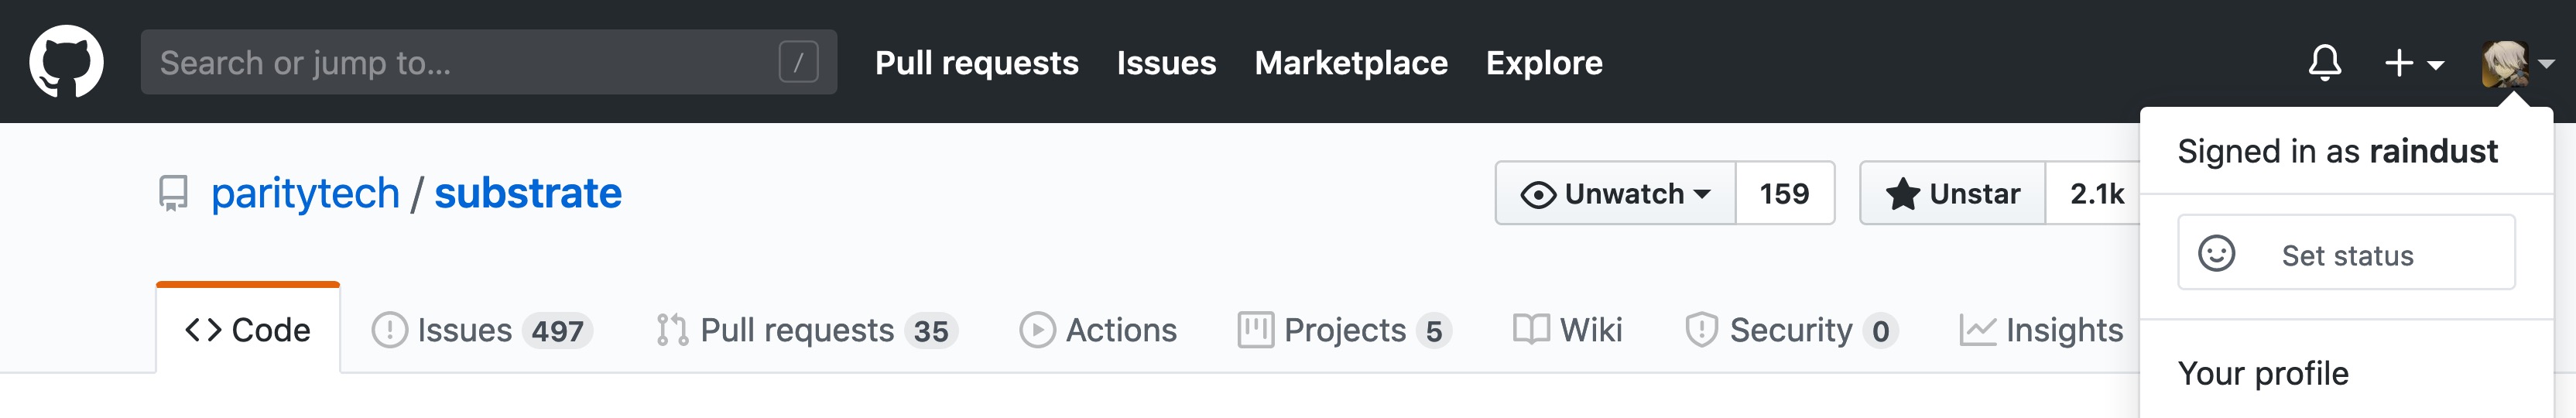 Search or jump to... /
Pull requests
Issues
Marketplace
Explore
paritytech / substrate
Unwatch 159
Unstar 2.1k
Signed in as raindust
Set status
Your profile
Code
Issues 497
Pull requests 35
Actions
Projects 5
Wiki
Security 0
Insights